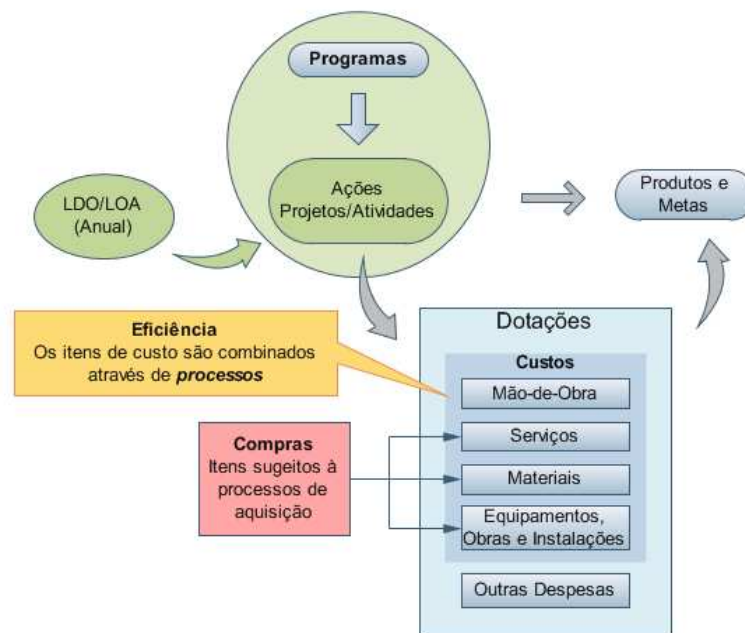 Programas
Ações
Projetos/Atividades
LDO/LOA
(Anual)
Produtos e
Metas
Eficiência
Os itens de custo são combinados
através de processos
Dotações
Custos
Mão-de-Obra
Serviços
Materiais
Equipamentos,
Obras e Instalações
Outras Despesas
Compras
Itens sugeitos à
processos de
aquisição